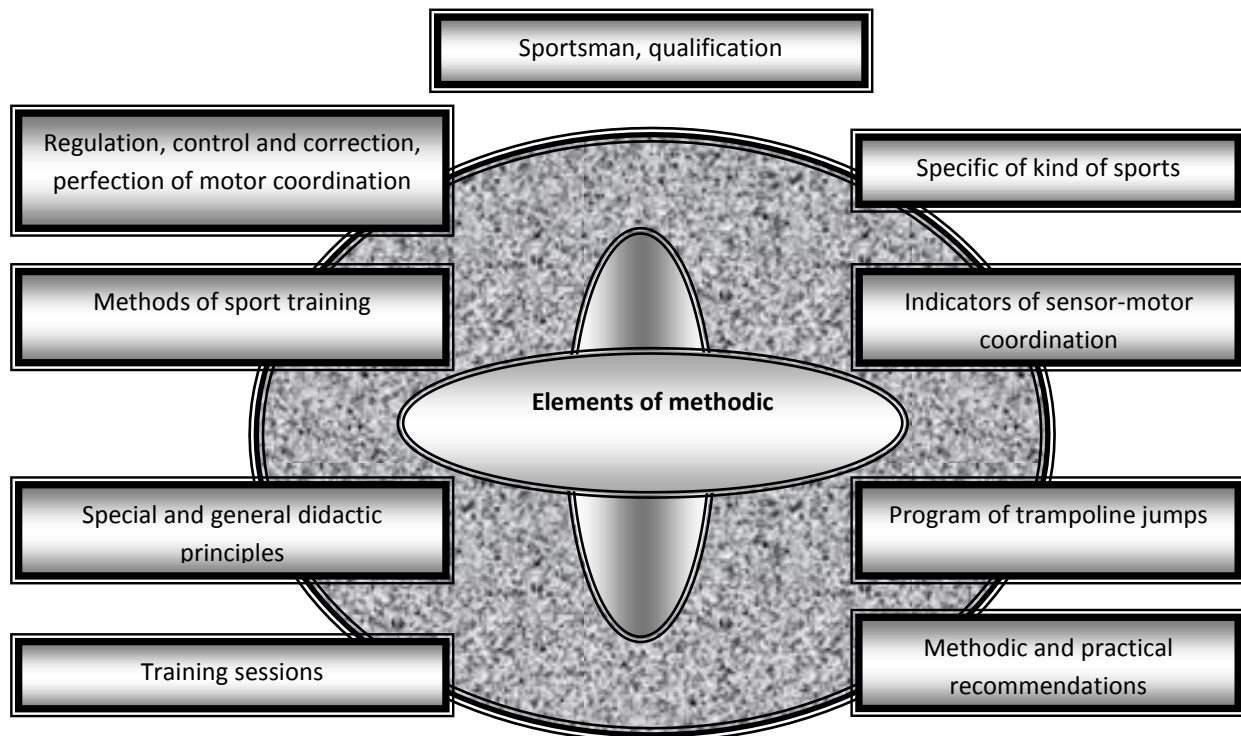 Sportsman, qualification
Regulation, control and correction,
perfection of motor coordination
Specific of kind of sports
Methods of sport training
Indicators of sensor-motor
coordination
Elements of methodic
Special and general didactic
principles
Program of trampoline jumps
Training sessions
Methodic and practical
recommendations